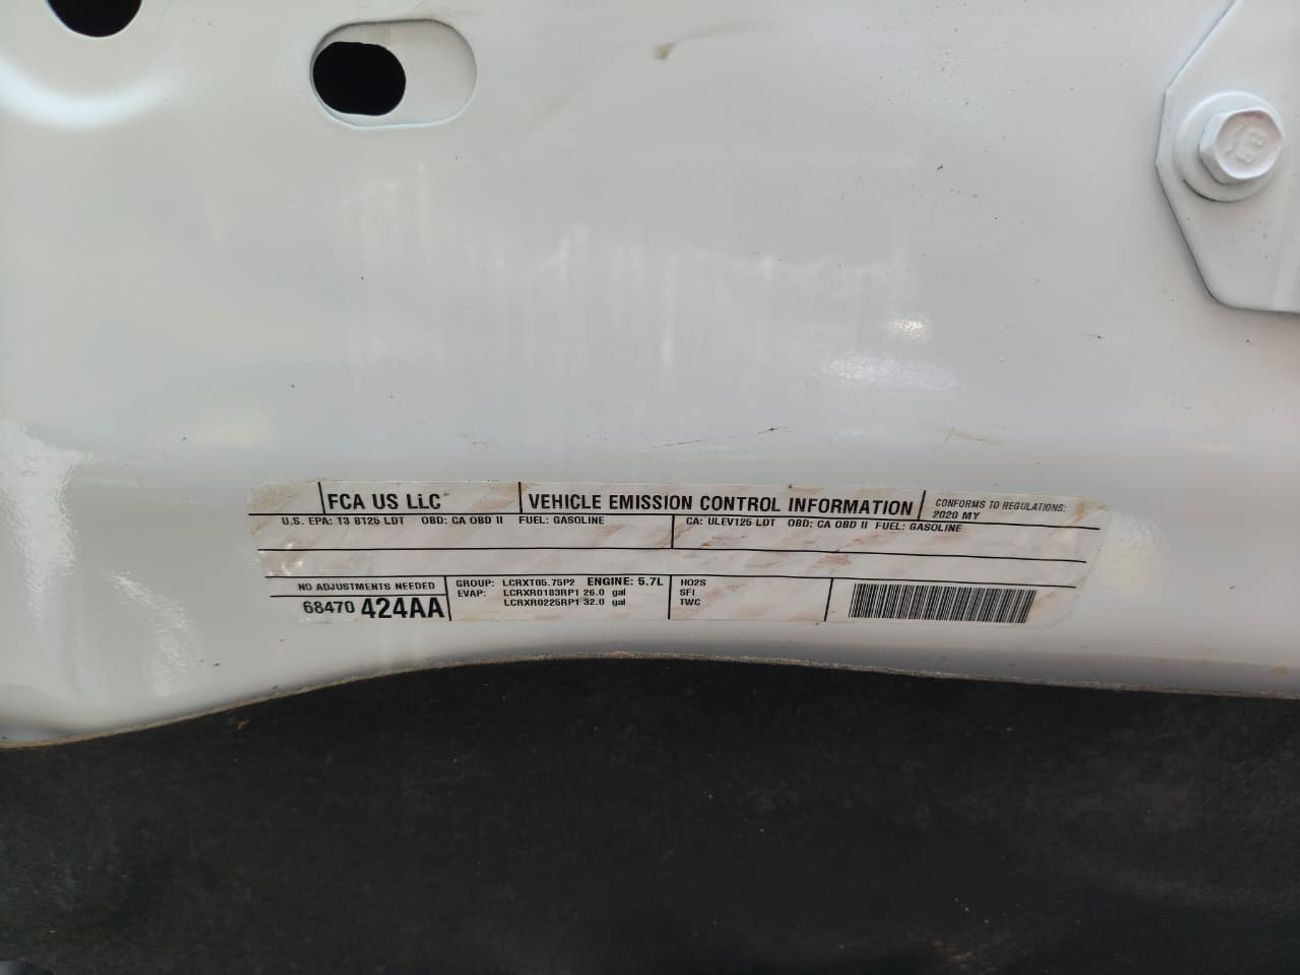 FCA US LLC
VEHICLE EMISSION CONTROL INFORMATION
CONFORMS TO REGULATIONS:
2020 MY
U.S. EPA: T3 B125 LDT OBD: CA OBD II FUEL: GASOLINE
CA: ULEV125 LDT OBD: CA OBD II FUEL: GASOLINE
NO ADJUSTMENTS NEEDED
68470 424AA
GROUP: LCRXT05.75P2 ENGINE: 5.7L
EVAP: LCRXR0183RP1 26.0 gal
LCRXR0225RP1 32.0 gal
HO2S
SFI
TWC